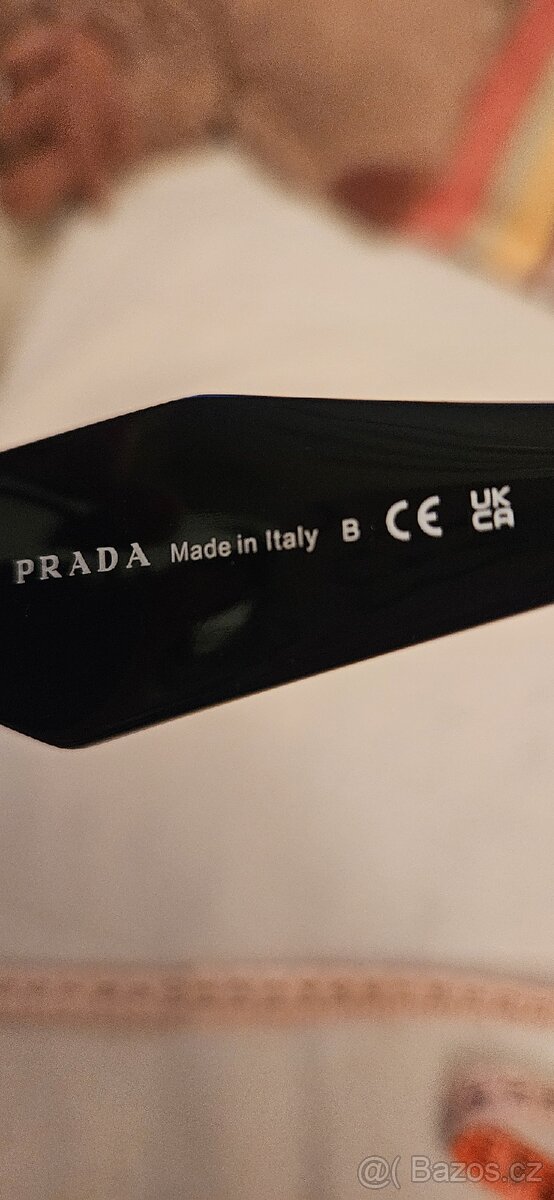 PRADA Made in Italy B CE UK
CA
@( Bazos.cz